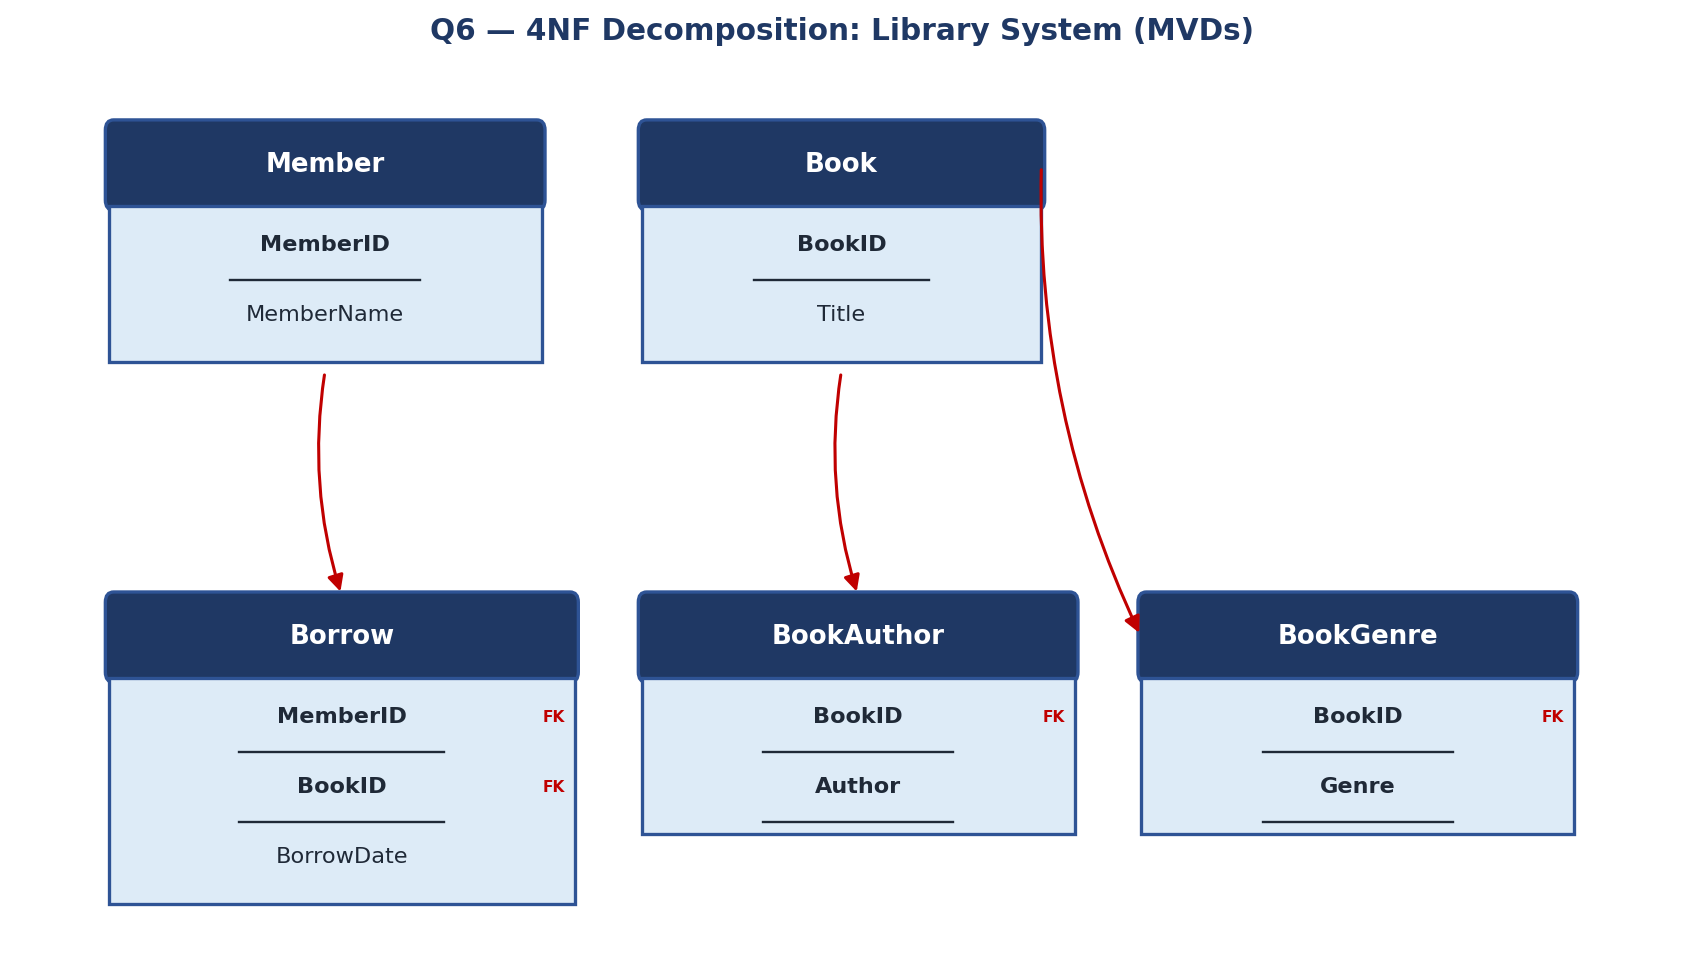 Q6 — 4NF Decomposition: Library System (MVDs)
Member
MemberID
MemberName
Book
BookID
Title
Borrow
MemberID FK
BookID FK
BorrowDate
BookAuthor
BookID FK
Author
BookGenre
BookID FK
Genre